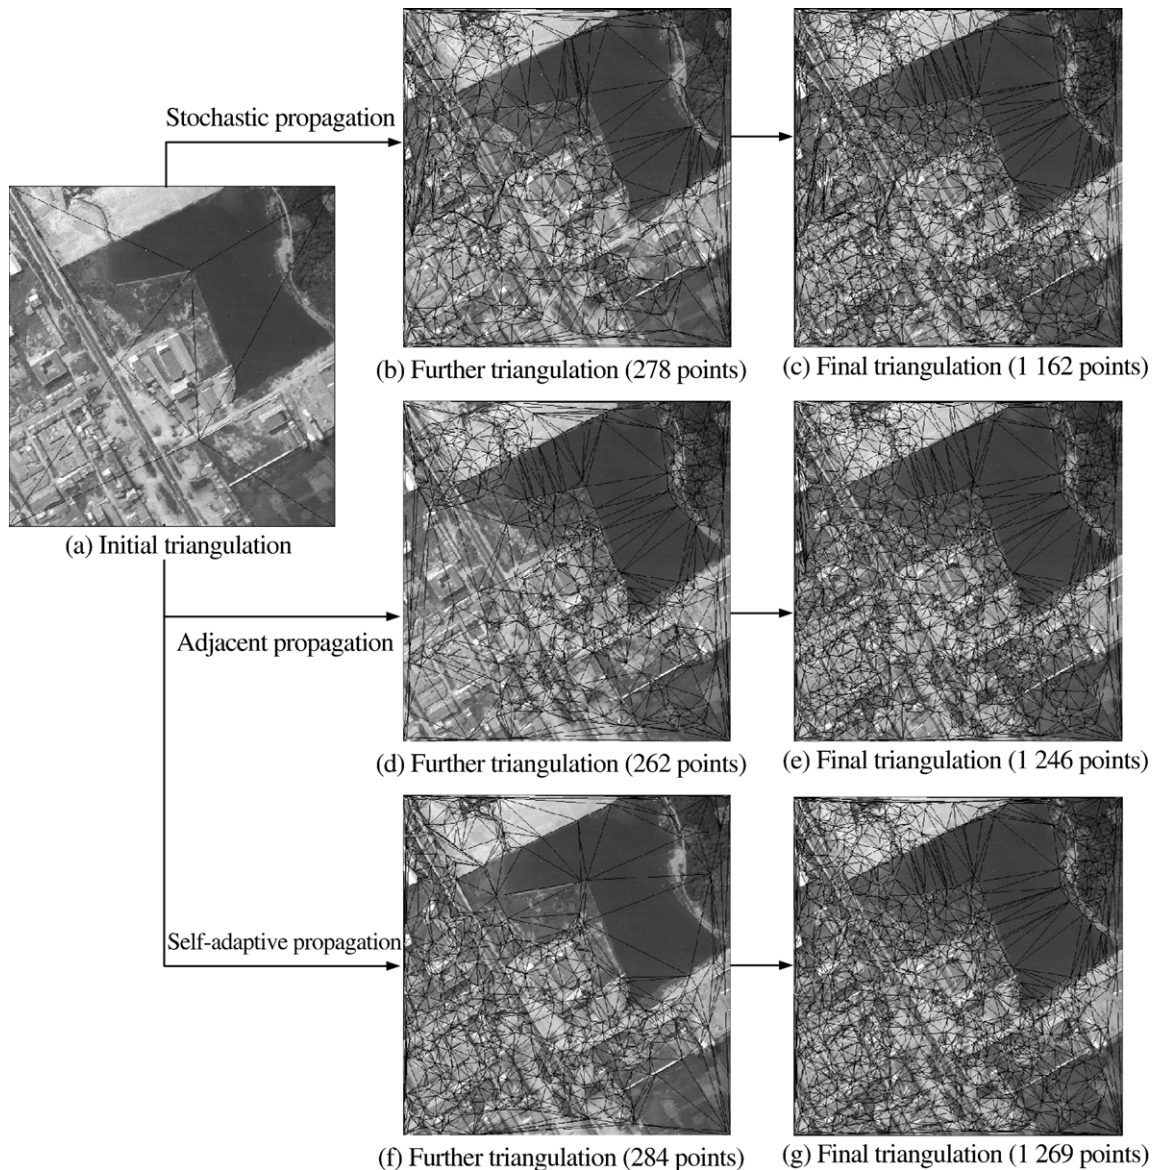 Stochastic propagation
(b) Further triangulation (278 points)
(c) Final triangulation (1 162 points)
(a) Initial triangulation
Adjacent propagation
(d) Further triangulation (262 points)
(e) Final triangulation (1 246 points)
Self-adaptive propagation
(f) Further triangulation (284 points)
(g) Final triangulation (1 269 points)